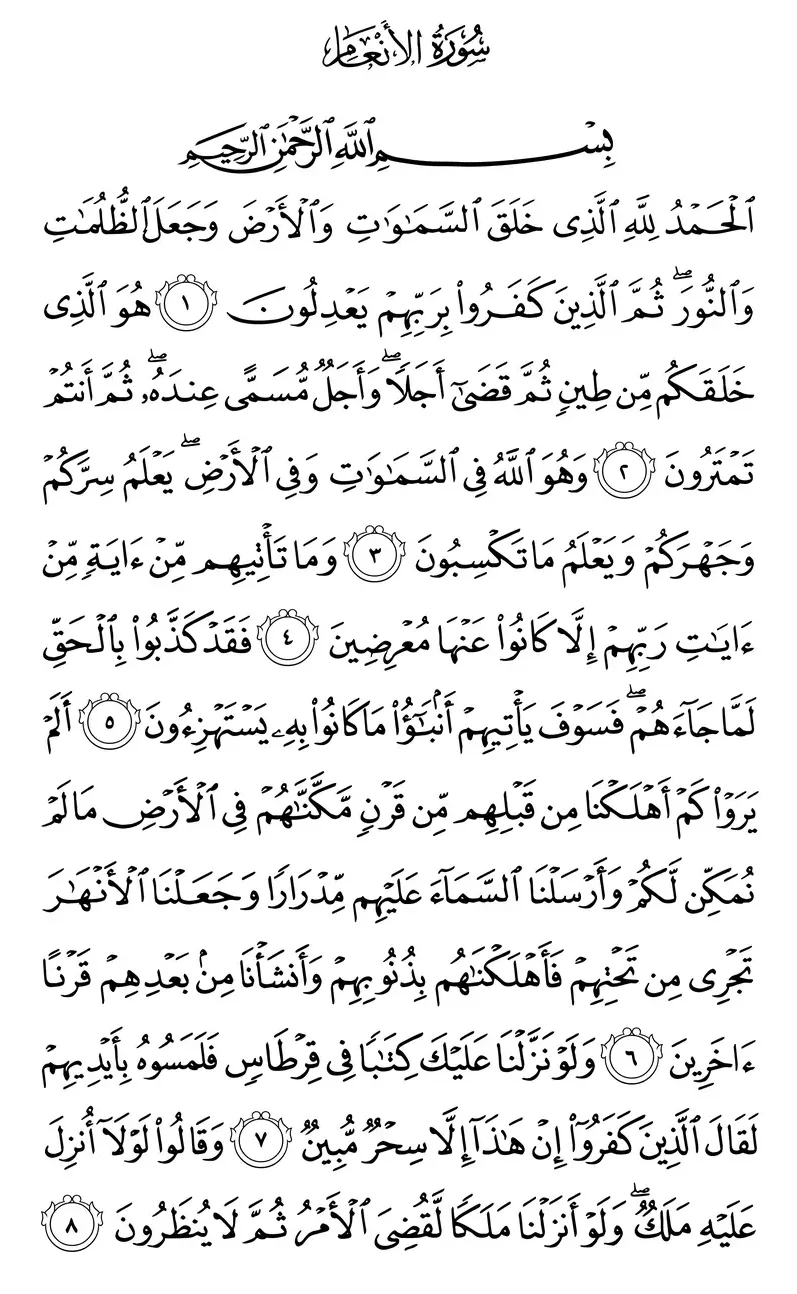 سُورَةُ الأَنْعَامِ
بِسْمِ ٱللَّهِ ٱلرَّحْمَٰنِ ٱلرَّحِيمِ
ٱلْحَمْدُ لِلَّهِ ٱلَّذِى خَلَقَ ٱلسَّمَٰوَٰتِ وَٱلْأَرْضَ وَجَعَلَ ٱلظُّلُمَٰتِ
وَٱلنُّورَ ۖ ثُمَّ ٱلَّذِينَ كَفَرُوا۟ بِرَبِّهِمْ يَعْدِلُونَ ١ هُوَ ٱلَّذِى
خَلَقَكُم مِّن طِينٍ ثُمَّ قَضَىٰٓ أَجَلًا ۖ وَأَجَلٌ مُّسَمًّى عِندَهُۥ ۖ ثُمَّ أَنتُمْ
تَمْتَرُونَ ٢ وَهُوَ ٱللَّهُ فِى ٱلسَّمَٰوَٰتِ وَفِى ٱلْأَرْضِ ۖ يَعْلَمُ سِرَّكُمْ
وَجَهْرَكُمْ وَيَعْلَمُ مَا تَكْسِبُونَ ٣ وَمَا تَأْتِيهِم مِّنْ ءَايَةٍ مِّنْ
ءَايَٰتِ رَبِّهِمْ إِلَّا كَانُوا۟ عَنْهَا مُعْرِضِينَ ٤ فَقَدْ كَذَّبُوا۟ بِٱلْحَقِّ
لَمَّا جَآءَهُمْ ۖ فَسَوْفَ يَأْتِيهِمْ أَنۢبَٰٓؤُا۟ مَا كَانُوا۟ بِهِۦ يَسْتَهْزِءُونَ ٥ أَلَمْ
يَرَوْا۟ كَمْ أَهْلَكْنَا مِن قَبْلِهِم مِّن قَرْنٍ مَّكَّنَّٰهُمْ فِى ٱلْأَرْضِ مَا لَمْ
نُمَكِّن لَّكُمْ وَأَرْسَلْنَا ٱلسَّمَآءَ عَلَيْهِم مِّدْرَارًا وَجَعَلْنَا ٱلْأَنْهَٰرَ
تَجْرِى مِن تَحْتِهِمْ فَأَهْلَكْنَٰهُم بِذُنُوبِهِمْ وَأَنشَأْنَا مِنۢ بَعْدِهِمْ قَرْنًا
ءَاخَرِينَ ٦ وَلَوْ نَزَّلْنَا عَلَيْكَ كِتَٰبًا فِى قِرْطَاسٍ فَلَمَسُوهُ بِأَيْدِيهِمْ
لَقَالَ ٱلَّذِينَ كَفَرُوٓا۟ إِنْ هَٰذَآ إِلَّا سِحْرٌ مُّبِينٌ ٧ وَقَالُوا۟ لَوْلَآ أُنزِلَ
عَلَيْهِ مَلَكٌ ۖ وَلَوْ أَنزَلْنَا مَلَكًا لَّقُضِىَ ٱلْأَمْرُ ثُمَّ لَا يُنظَرُونَ ٨